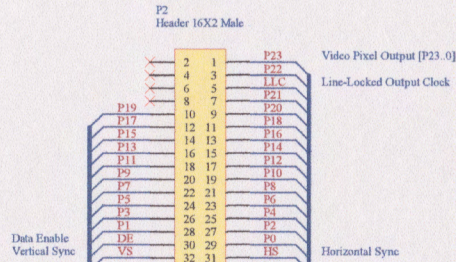 P2
Header 16X2 Male
2 1 P23 Video Pixel Output [P23..0]
4 3 P22
6 5 LLC Line-Locked Output Clock
8 7 P21
P19 10 9 P20
P17 12 11 P18
P15 14 13 P16
P13 16 15 P14
P11 18 17 P12
P9 20 19 P10
P7 22 21 P8
P5 24 23 P6
P3 26 25 P4
P1 28 27 P2
Data Enable DE 30 29 P0
Vertical Sync VS 32 31 HS Horizontal Sync